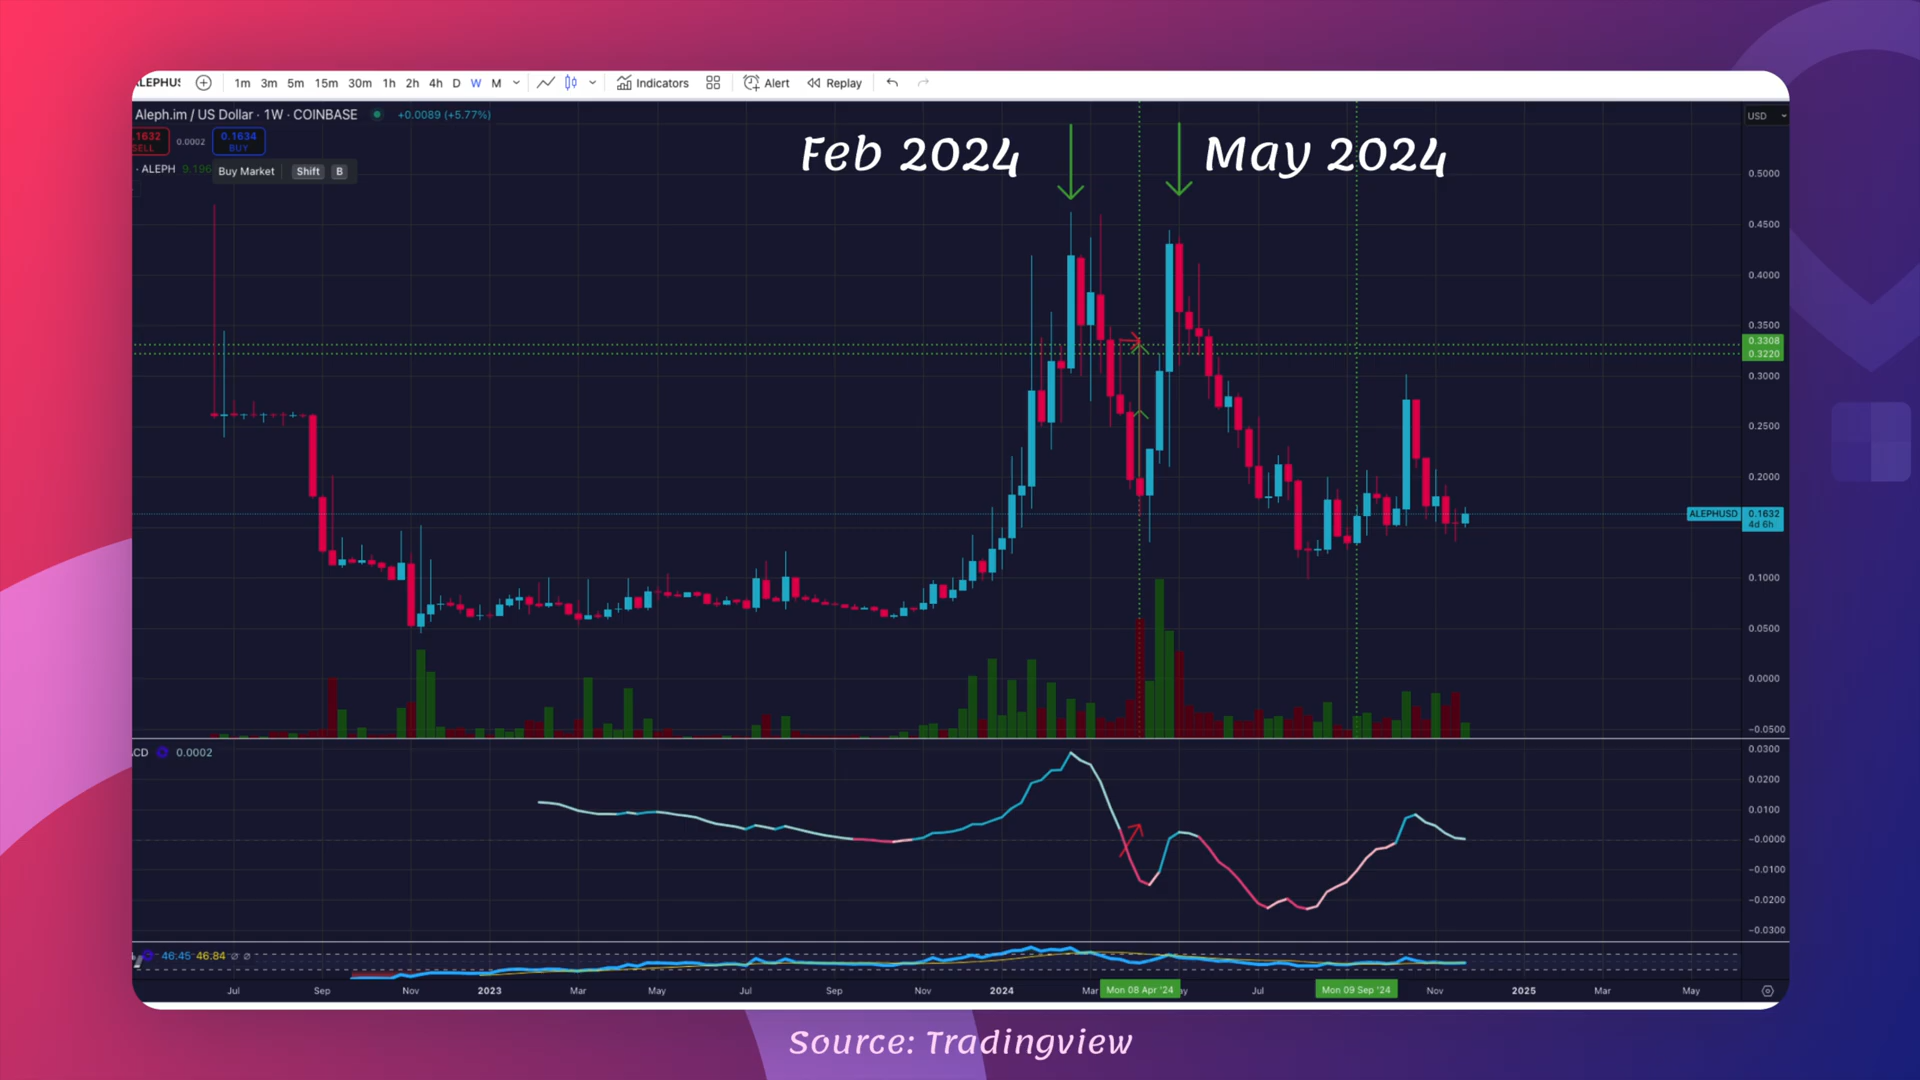 LEPHUS 1m 3m 5m 15m 30m 1h 2h 4h D W M Indicators Alert Replay
Aleph.im / US Dollar · 1W · COINBASE +0.0089 (+5.77%) USD
.1632 0.0002 0.1634
SELL BUY
· ALEPH 9.196 Buy Market Shift B
Feb 2024 May 2024
0.5000
0.4500
0.4000
0.3500
0.3308
0.3220
0.3000
0.2500
0.2000
ALEPHUSD 0.1632
4d 6h
0.1000
0.0500
0.0000
−0.0500
CD 0.0002 0.0300
0.0200
0.0100
−0.0000
−0.0100
−0.0200
−0.0300
46.45 46.84 ∅ ∅
Jul Sep Nov 2023 Mar May Jul Sep Nov 2024 Mar Mon 08 Apr '24 Jul Mon 09 Sep '24 Nov 2025 Mar May
Source: Tradingview